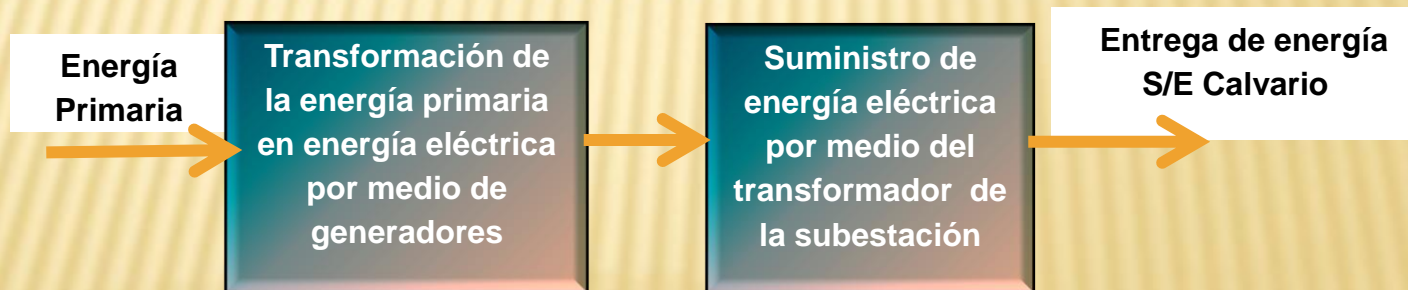 Energía
Primaria
Transformación de
la energía primaria
en energía eléctrica
por medio de
generadores
Suministro de
energía eléctrica
por medio del
transformador de
la subestación
Entrega de energía
S/E Calvario